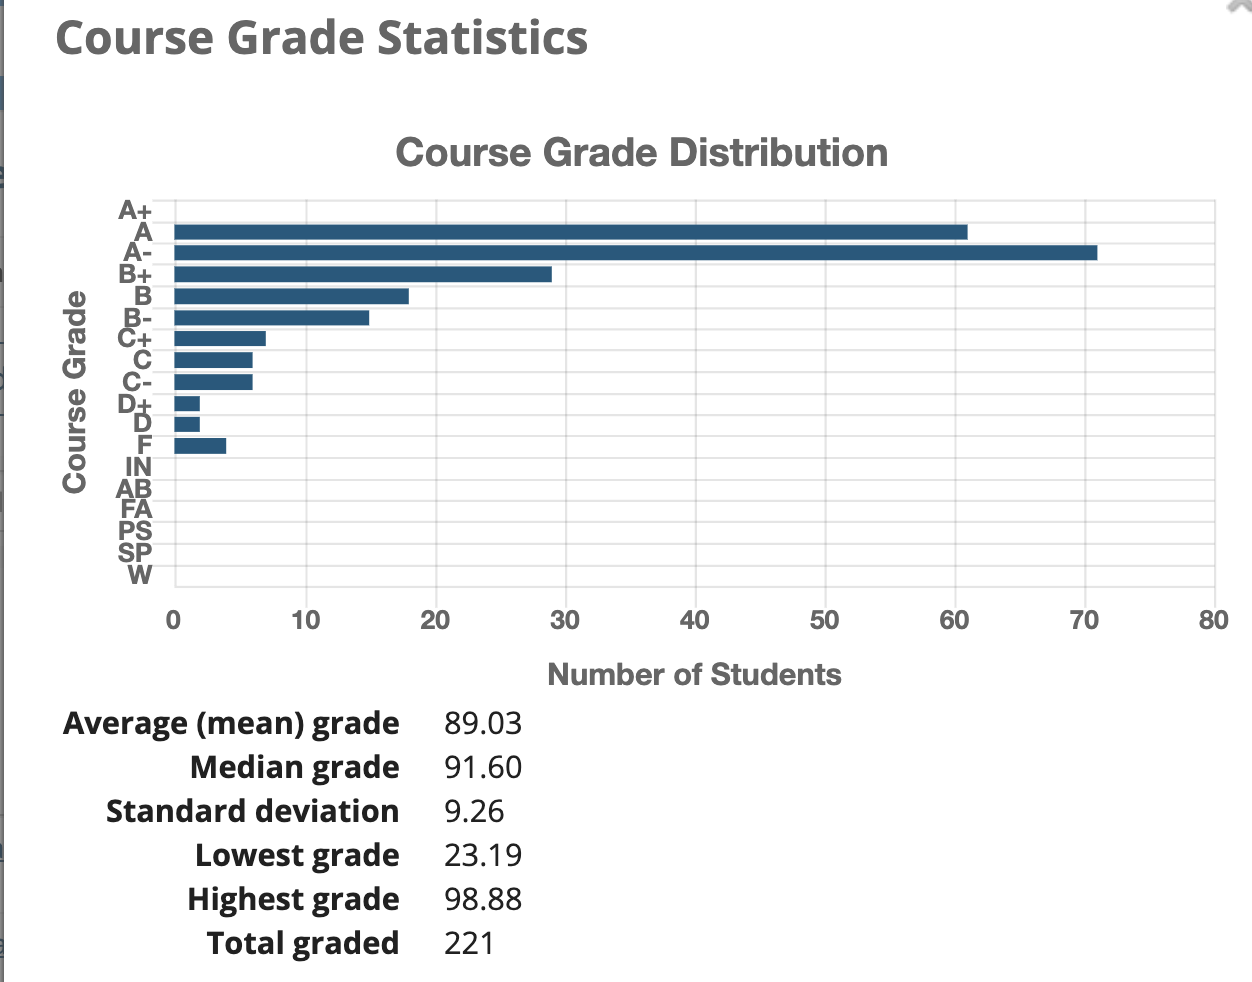 Course Grade Statistics
Course Grade Distribution
Course Grade
A+
A
A-
B+
B
B-
C+
C
C-
D+
D
F
IN
AB
FA
PS
SP
W
0 10 20 30 40 50 60 70 80
Number of Students
Average (mean) grade 89.03
Median grade 91.60
Standard deviation 9.26
Lowest grade 23.19
Highest grade 98.88
Total graded 221